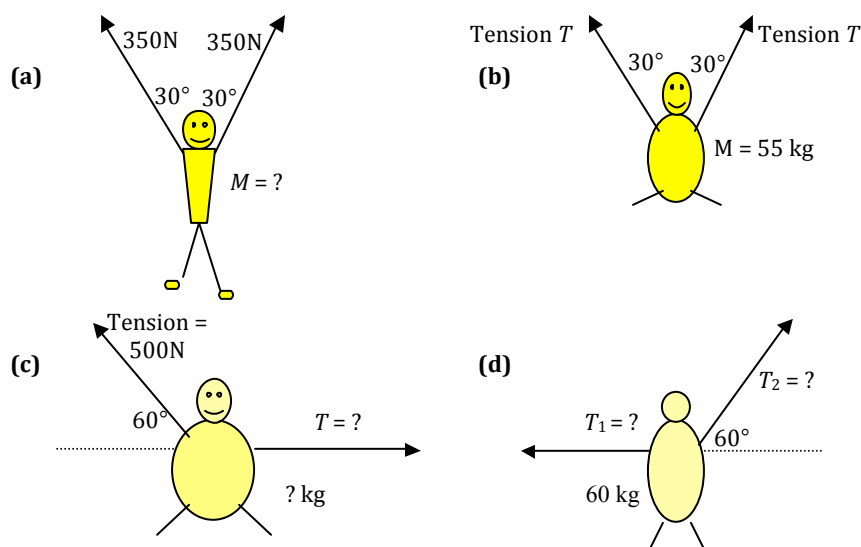 350N 350N
(a)
30° 30°
M = ?
Tension T Tension T
(b)
30° 30°
M = 55 kg
Tension =
500N
(c)
60°
T = ?
? kg
(d)
T2 = ?
T1 = ?
60°
60 kg